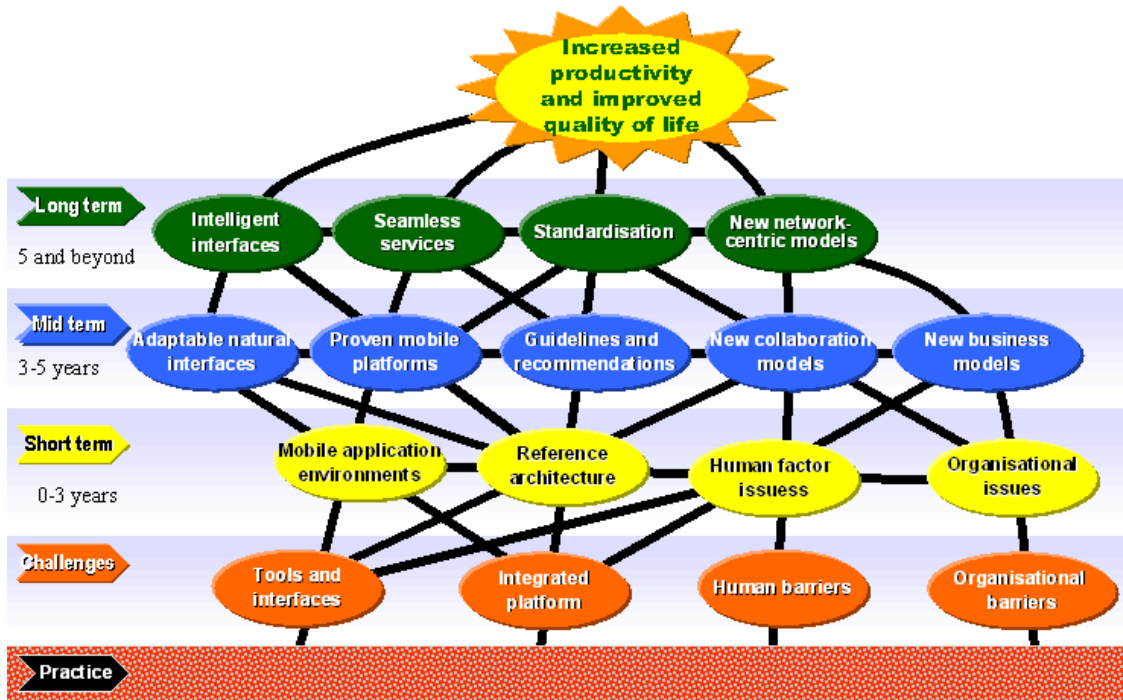 Increased
productivity
and improved
quality of life
Long term
5 and beyond
Intelligent
interfaces
Seamless
services
Standardisation
New network-
centric models
Mid term
3-5 years
Adaptable natural
interfaces
Proven mobile
platforms
Guidelines and
recommendations
New collaboration
models
New business
models
Short term
0-3 years
Mobile application
environments
Reference
architecture
Human factor
issuess
Organisational
issues
Challenges
Tools and
interfaces
Integrated
platform
Human barriers
Organisational
barriers
Practice